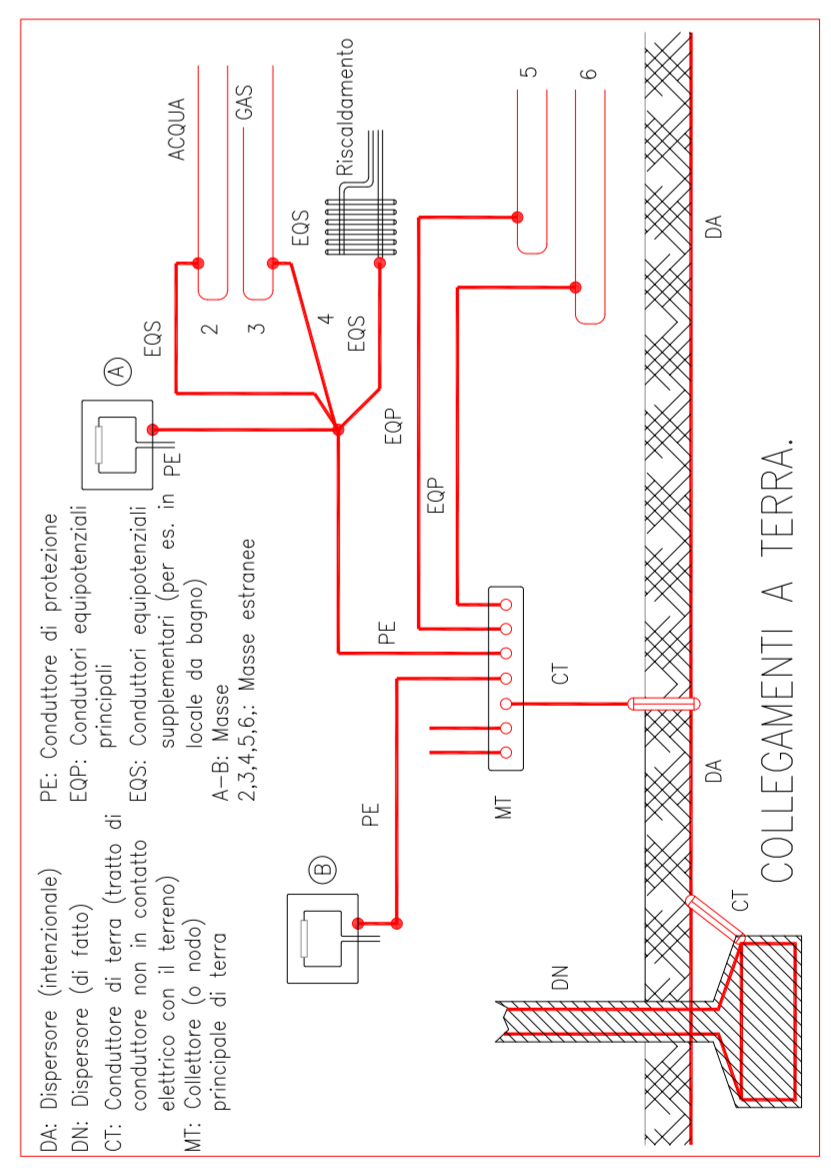 DA: Dispersore (intenzionale)
DN: Dispersore (di fatto)
CT: Conduttore di terra (tratto di
conduttore non in contatto
elettrico con il terreno)
MT: Collettore (o nodo)
principale di terra
PE: Conduttore di protezione
EQP: Conduttori equipotenziali
principali
EQS: Conduttori equipotenziali
supplementari (per es. in
locale da bagno)
A-B: Masse
2,3,4,5,6,: Masse estranee
A
B
PE
PE
PE
EQS
ACQUA
2
GAS
3
EQS
4
EQS
Riscaldamento
EQP
EQP
5
6
MT
CT
DN
CT
DA
DA
COLLEGAMENTI A TERRA.